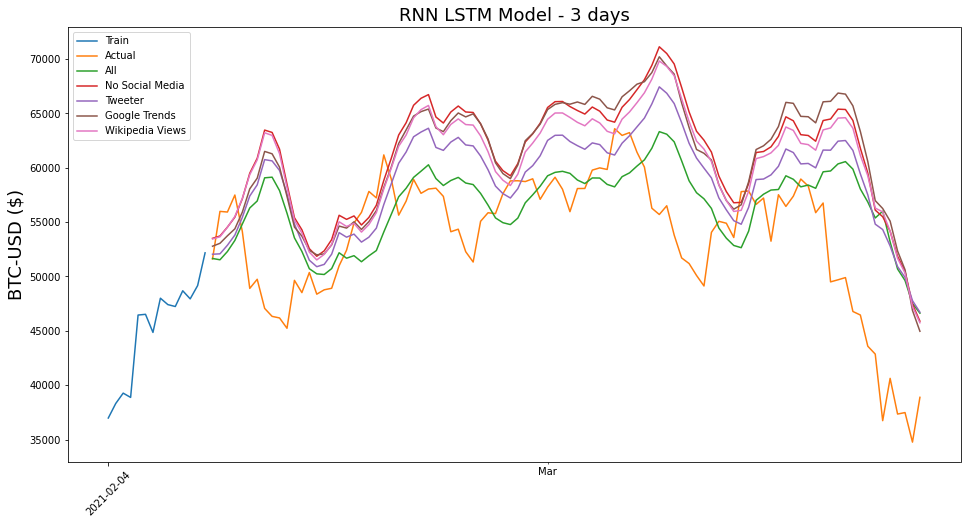 RNN LSTM Model - 3 days
Train
Actual
All
No Social Media
Tweeter
Google Trends
Wikipedia Views
70000
65000
60000
55000
50000
45000
40000
35000
BTC-USD ($)
2021-02-04
Mar